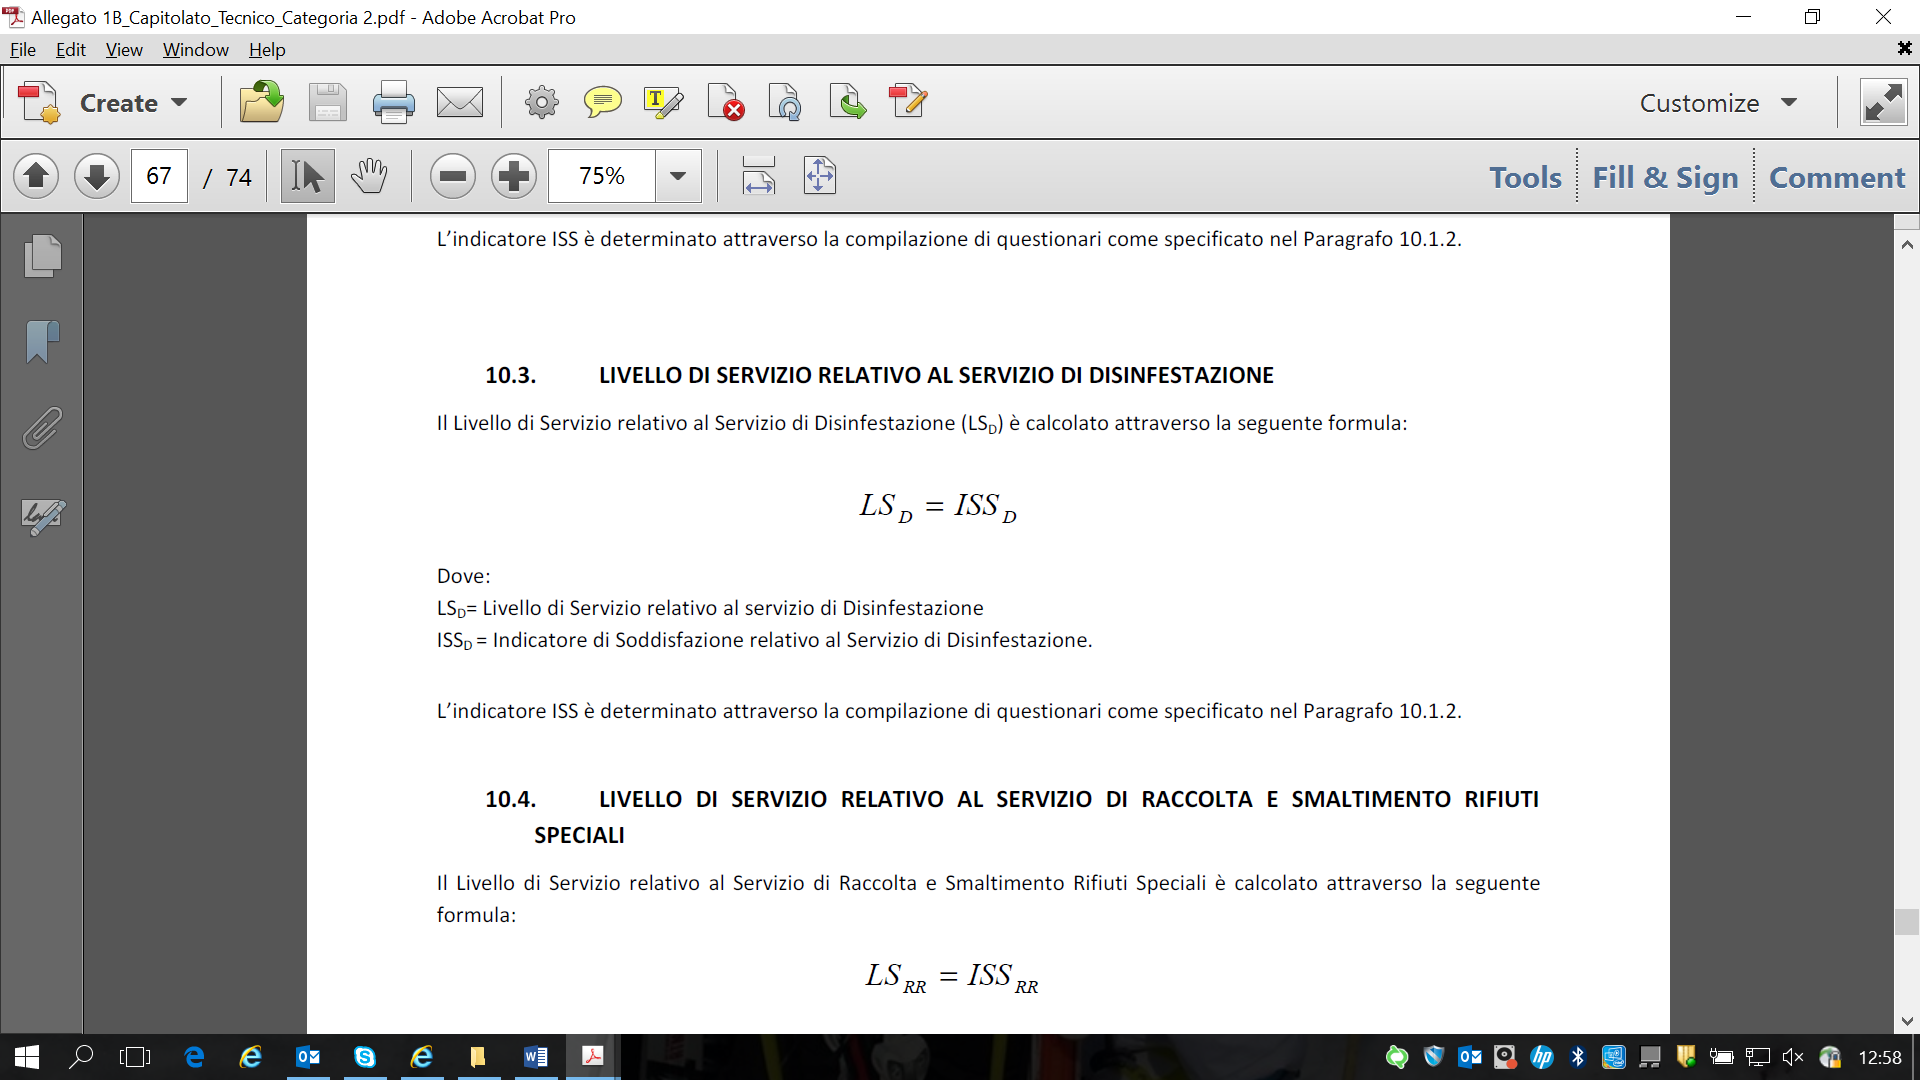 Allegato 1B_Capitolato_Tecnico_Categoria 2.pdf - Adobe Acrobat Pro
File Edit View Window Help
Create Customize
67 / 74 75% Tools Fill & Sign Comment
L’indicatore ISS è determinato attraverso la compilazione di questionari come specificato nel Paragrafo 10.1.2.
10.3. LIVELLO DI SERVIZIO RELATIVO AL SERVIZIO DI DISINFESTAZIONE
Il Livello di Servizio relativo al Servizio di Disinfestazione (LSD) è calcolato attraverso la seguente formula:
LS D = ISS D
Dove:
LSD= Livello di Servizio relativo al servizio di Disinfestazione
ISSD = Indicatore di Soddisfazione relativo al Servizio di Disinfestazione.
L’indicatore ISS è determinato attraverso la compilazione di questionari come specificato nel Paragrafo 10.1.2.
10.4. LIVELLO DI SERVIZIO RELATIVO AL SERVIZIO DI RACCOLTA E SMALTIMENTO RIFIUTI
SPECIALI
Il Livello di Servizio relativo al Servizio di Raccolta e Smaltimento Rifiuti Speciali è calcolato attraverso la seguente
formula:
LS RR = ISS RR
12:58